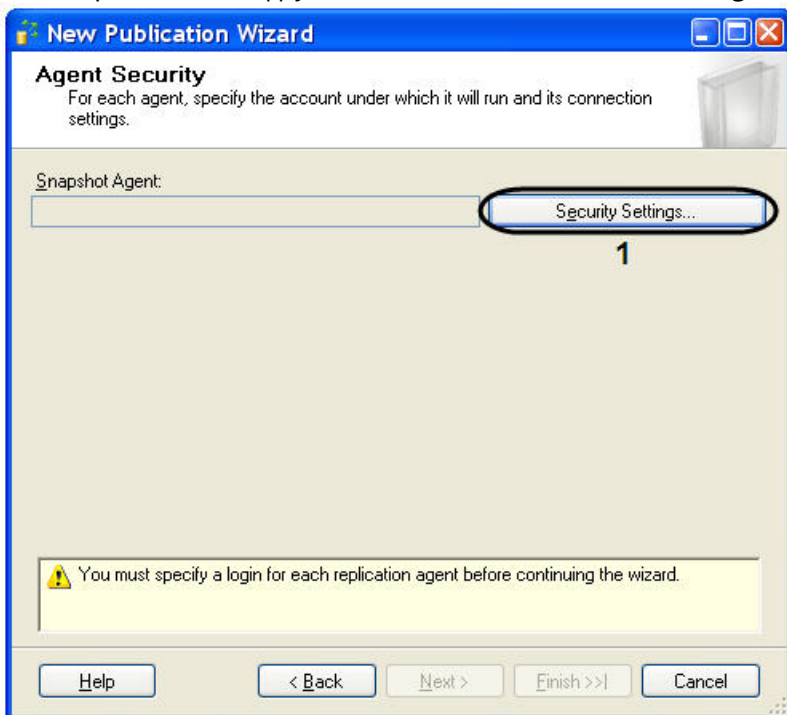 New Publication Wizard
Agent Security
For each agent, specify the account under which it will run and its connection
settings.
Snapshot Agent:
Security Settings...
1
You must specify a login for each replication agent before continuing the wizard.
Help
< Back
Next >
Finish >>|
Cancel